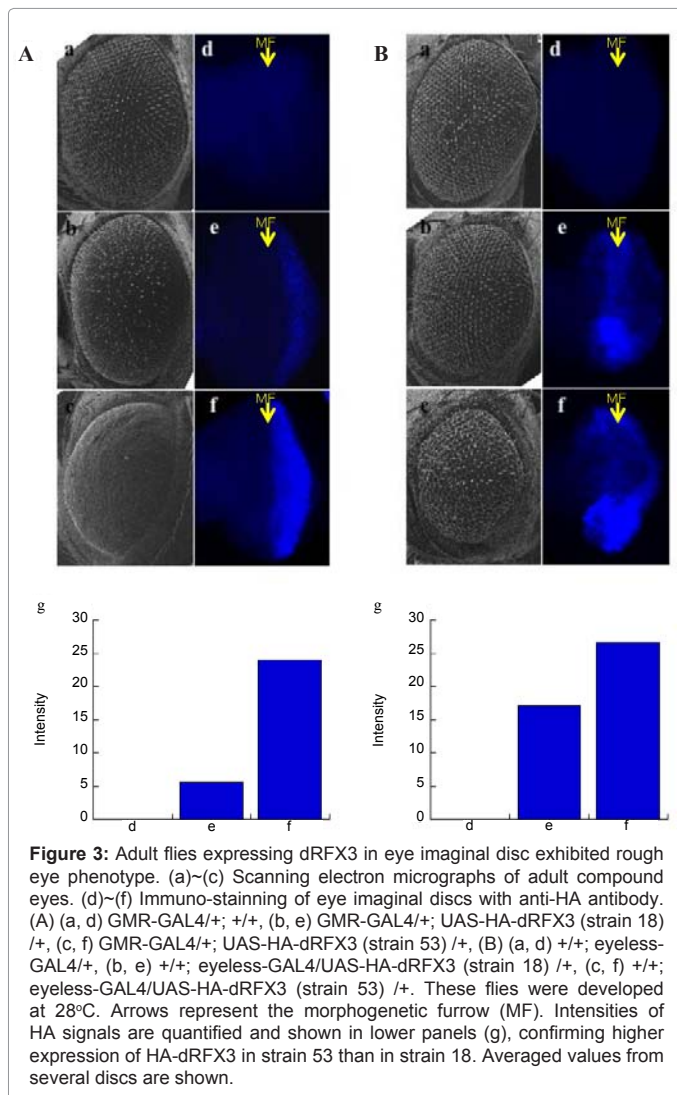 A
B
a
d
MF
a
d
MF
b
e
MF
b
e
MF
c
f
MF
c
f
MF
g
30
25
20
15
10
5
0
Intensity
d e f
g
30
25
20
15
10
5
0
Intensity
d e f
Figure 3: Adult flies expressing dRFX3 in eye imaginal disc exhibited rough
eye phenotype. (a)~(c) Scanning electron micrographs of adult compound
eyes. (d)~(f) Immuno-stainning of eye imaginal discs with anti-HA antibody.
(A) (a, d) GMR-GAL4/+; +/+, (b, e) GMR-GAL4/+; UAS-HA-dRFX3 (strain 18)
/+, (c, f) GMR-GAL4/+; UAS-HA-dRFX3 (strain 53) /+, (B) (a, d) +/+; eyeless-
GAL4/+, (b, e) +/+; eyeless-GAL4/UAS-HA-dRFX3 (strain 18) /+, (c, f) +/+;
eyeless-GAL4/UAS-HA-dRFX3 (strain 53) /+. These flies were developed
at 28°C. Arrows represent the morphogenetic furrow (MF). Intensities of
HA signals are quantified and shown in lower panels (g), confirming higher
expression of HA-dRFX3 in strain 53 than in strain 18. Averaged values from
several discs are shown.